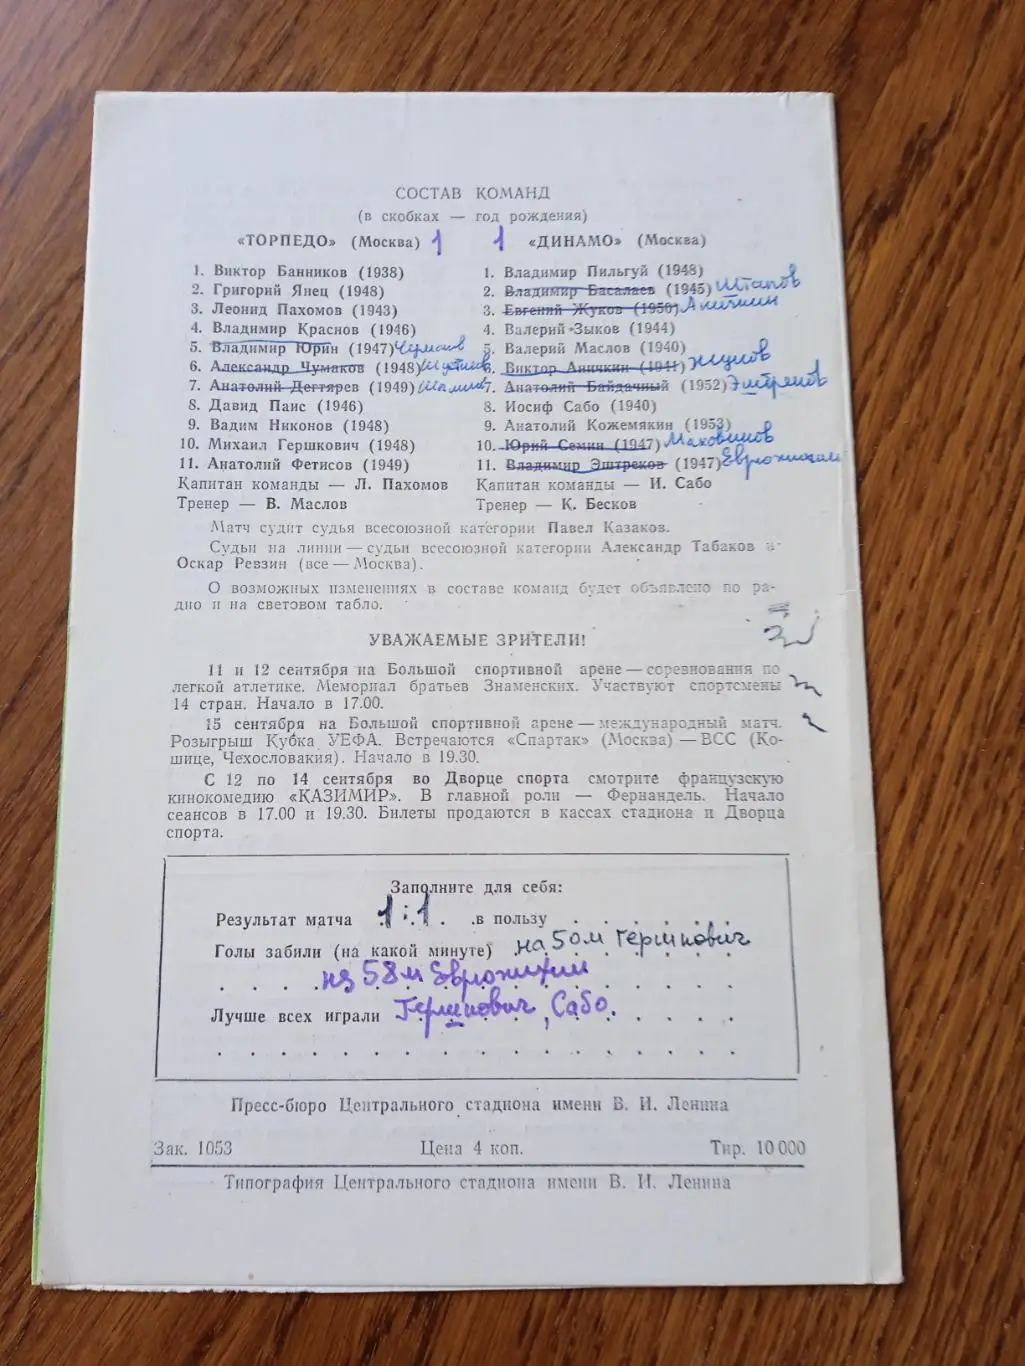 СОСТАВ КОМАНД
(в скобках — год рождения)
«ТОРПЕДО» (Москва) 1 1 «ДИНАМО» (Москва)
1. Виктор Банников (1938)
2. Григорий Янец (1948)
3. Леонид Пахомов (1943)
4. Владимир Краснов (1946)
5. Владимир Юрин (1947) Чумаков
6. Александр Чумаков (1948)
7. Анатолий Дегтярев (1949)
8. Давид Паис (1946)
9. Вадим Никонов (1948)
10. Михаил Гершкович (1948)
11. Анатолий Фетисов (1949)
Капитан команды — Л. Пахомов
Тренер — В. Маслов
1. Владимир Пильгуй (1948)
2. Владимир Басалаев (1945) Штапов
3. Евгений Жуков (1950) Аничкин
4. Валерий Зыков (1944)
5. Валерий Маслов (1940)
6. Виктор Аничкин (1941) Жуков
7. Анатолий Байдачный (1952) Эштреков
8. Иосиф Сабо (1940)
9. Анатолий Кожемякин (1953)
10. Юрий Семин (1947) Маховиков
11. Владимир Эштреков (1947) Еврюжихин
Капитан команды — И. Сабо
Тренер — К. Бесков
Матч судит судья всесоюзной категории Павел Казаков.
Судьи на линии — судьи всесоюзной категории Александр Табаков и
Оскар Ревзин (все — Москва).
О возможных изменениях в составе команд будет объявлено по ра-
дио и на световом табло.
УВАЖАЕМЫЕ ЗРИТЕЛИ!
11 и 12 сентября на Большой спортивной арене — соревнования по
легкой атлетике. Мемориал братьев Знаменских. Участвуют спортсмены
14 стран. Начало в 17.00.
15 сентября на Большой спортивной арене — международный матч.
Розыгрыш Кубка УЕФА. Встречаются «Спартак» (Москва) — ВСС (Ко-
шице, Чехословакия). Начало в 19.30.
С 12 по 14 сентября во Дворце спорта смотрите французскую
кинокомедию «КАЗИМИР». В главной роли — Фернандель. Начало
сеансов в 17.00 и 19.30. Билеты продаются в кассах стадиона и Дворца
спорта.
Заполните для себя:
Результат матча 1:1 в пользу
Голы забили (на какой минуте) на 50м Гершкович
на 58м Еврюжихин
Лучше всех играли Гершкович, Сабо.
Пресс-бюро Центрального стадиона имени В. И. Ленина
Зак. 1053 Цена 4 коп. Тир. 10 000
Типография Центрального стадиона имени В. И. Ленина